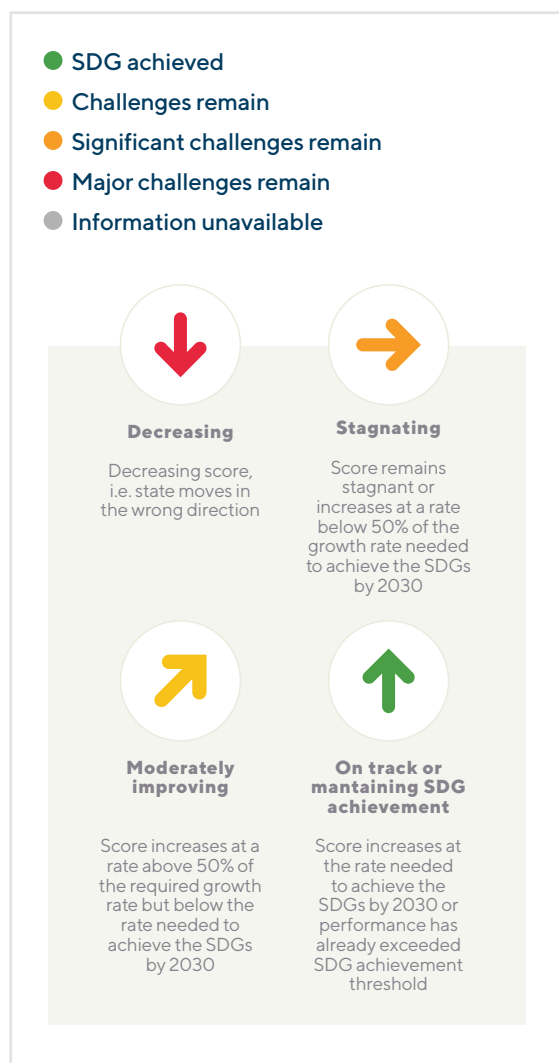 SDG achieved
Challenges remain
Significant challenges remain
Major challenges remain
Information unavailable
Decreasing
Decreasing score,
i.e. state moves in
the wrong direction
Stagnating
Score remains
stagnant or
increases at a rate
below 50% of the
growth rate needed
to achieve the SDGs
by 2030
Moderately
improving
Score increases at a
rate above 50% of
the required growth
rate but below the
rate needed to
achieve the SDGs
by 2030
On track or
mantaining SDG
achievement
Score increases at
the rate needed
to achieve the
SDGs by 2030 or
performance has
already exceeded
SDG achievement
threshold